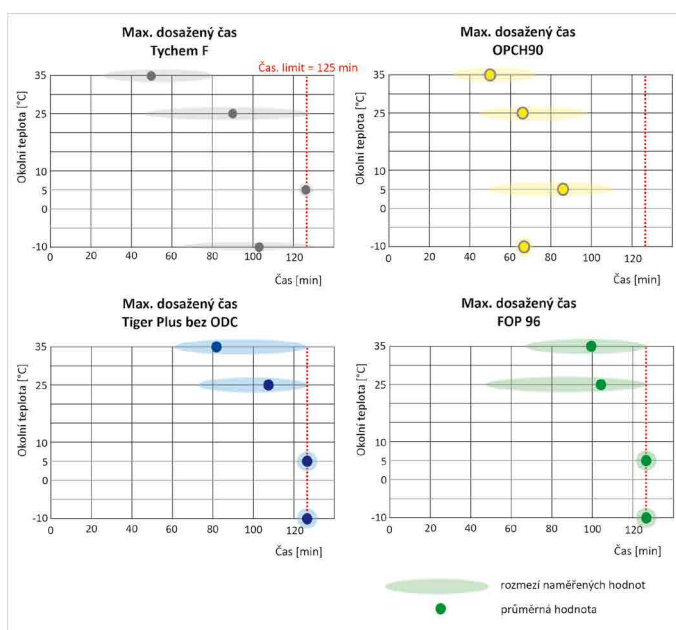 Max. dosažený čas
Tychem F
Čas. limit = 125 min
Okolní teplota [°C]
35
25
10
5
0
-10
0
20
40
60
80
100
120
Čas [min]
Max. dosažený čas
OPCH90
Okolní teplota [°C]
35
25
10
5
0
-10
0
20
40
60
80
100
120
Čas [min]
Max. dosažený čas
Tiger Plus bez ODC
Okolní teplota [°C]
35
25
10
5
0
-10
0
20
40
60
80
100
120
Čas [min]
Max. dosažený čas
FOP 96
Okolní teplota [°C]
35
25
10
5
0
-10
0
20
40
60
80
100
120
Čas [min]
rozmezí naměřených hodnot
průměrná hodnota